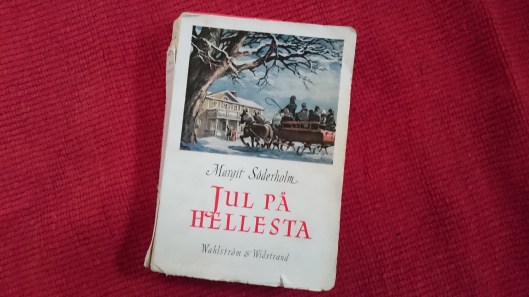 Margit Söderholm
JUL PÅ
HELLESTA
Wahlström & Widstrand